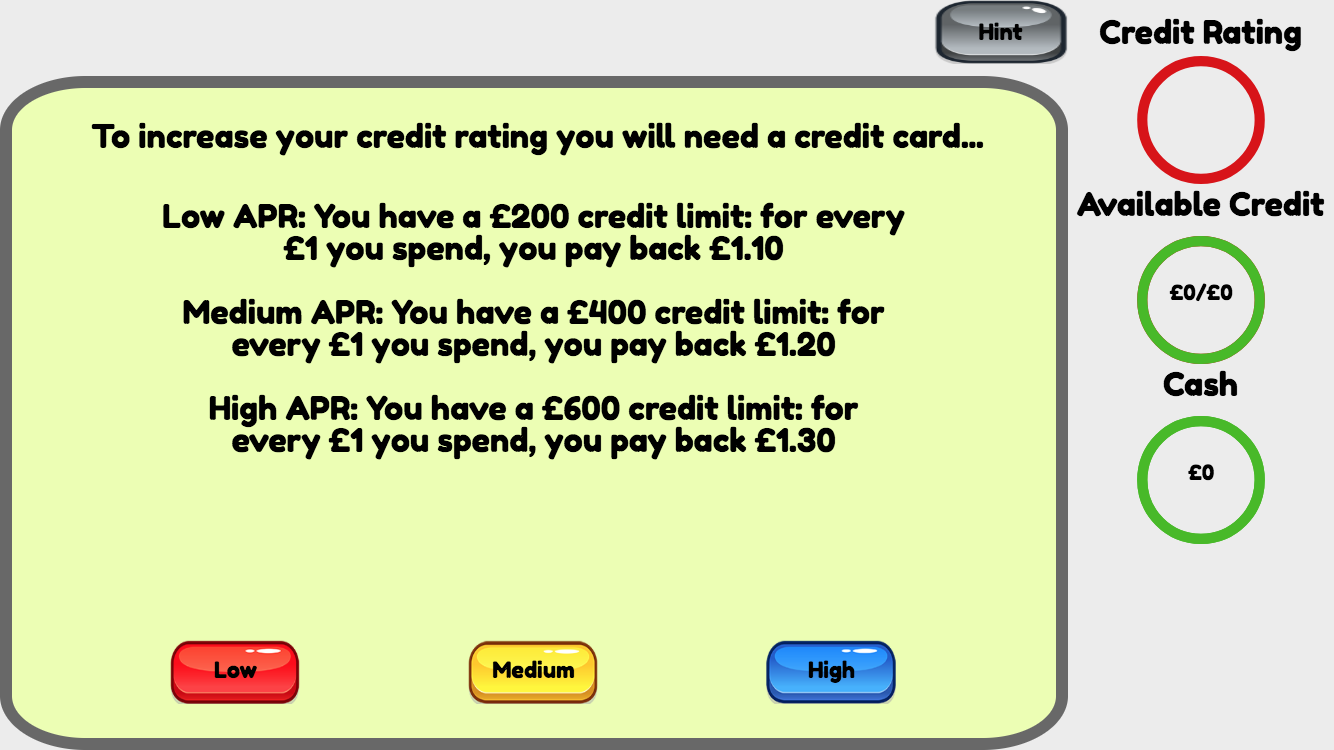 Hint
Credit Rating
To increase your credit rating you will need a credit card...
Low APR: You have a £200 credit limit: for every
£1 you spend, you pay back £1.10
Medium APR: You have a £400 credit limit: for
every £1 you spend, you pay back £1.20
High APR: You have a £600 credit limit: for
every £1 you spend, you pay back £1.30
Available Credit
£0/£0
Cash
£0
Low
Medium
High